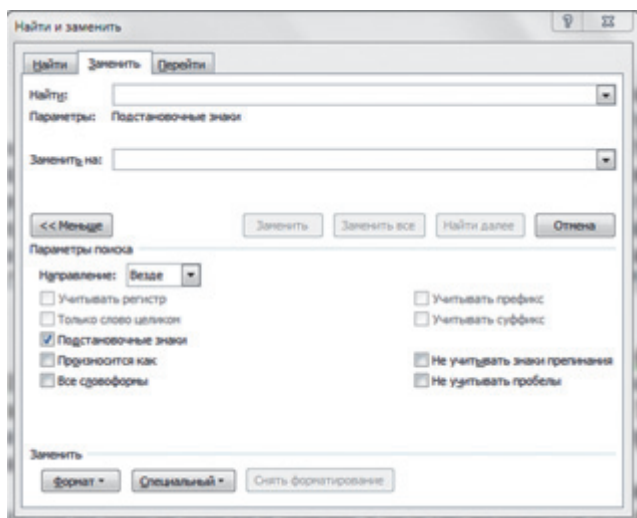 Найти и заменить
Найти Заменить Перейти
Найти:
Параметры: Подстановочные знаки
Заменить на:
<< Меньше Заменить Заменить все Найти далее Отмена
Параметры поиска
Направление: Везде
Учитывать регистр Учитывать префикс
Только слово целиком Учитывать суффикс
Подстановочные знаки
Произносится как Не учитывать знаки препинания
Все словоформы Не учитывать пробелы
Заменить
Формат Специальный Снять форматирование